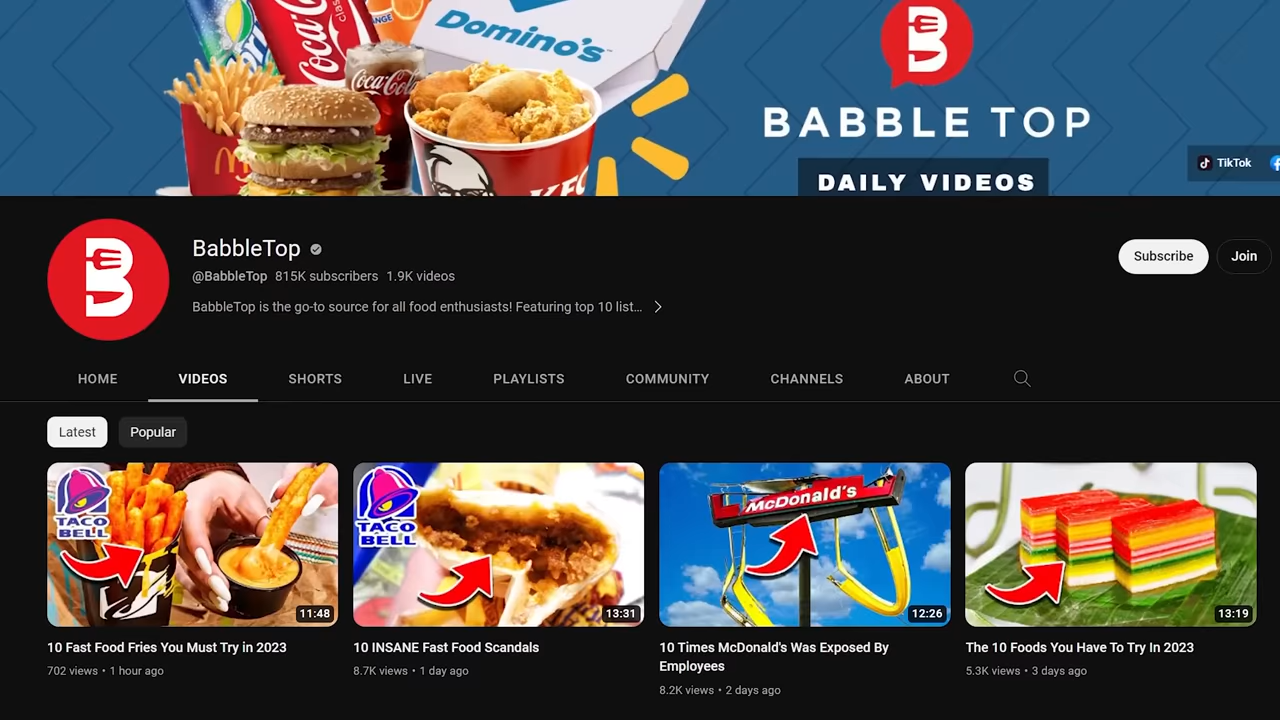 Coca-Cola
classic
ANGE
Domino's
Coca-Cola
B
BABBLE TOP
KFC
DAILY VIDEOS
TikTok
B
BabbleTop
@BabbleTop 815K subscribers 1.9K videos
BabbleTop is the go-to source for all food enthusiasts! Featuring top 10 list...
Subscribe
Join
HOME
VIDEOS
SHORTS
LIVE
PLAYLISTS
COMMUNITY
CHANNELS
ABOUT
Latest
Popular
TACO
BELL
11:48
TACO
BELL
13:31
McDonald's
12:26
13:19
10 Fast Food Fries You Must Try in 2023
702 views • 1 hour ago
10 INSANE Fast Food Scandals
8.7K views • 1 day ago
10 Times McDonald's Was Exposed By
Employees
8.2K views • 2 days ago
The 10 Foods You Have To Try In 2023
5.3K views • 3 days ago